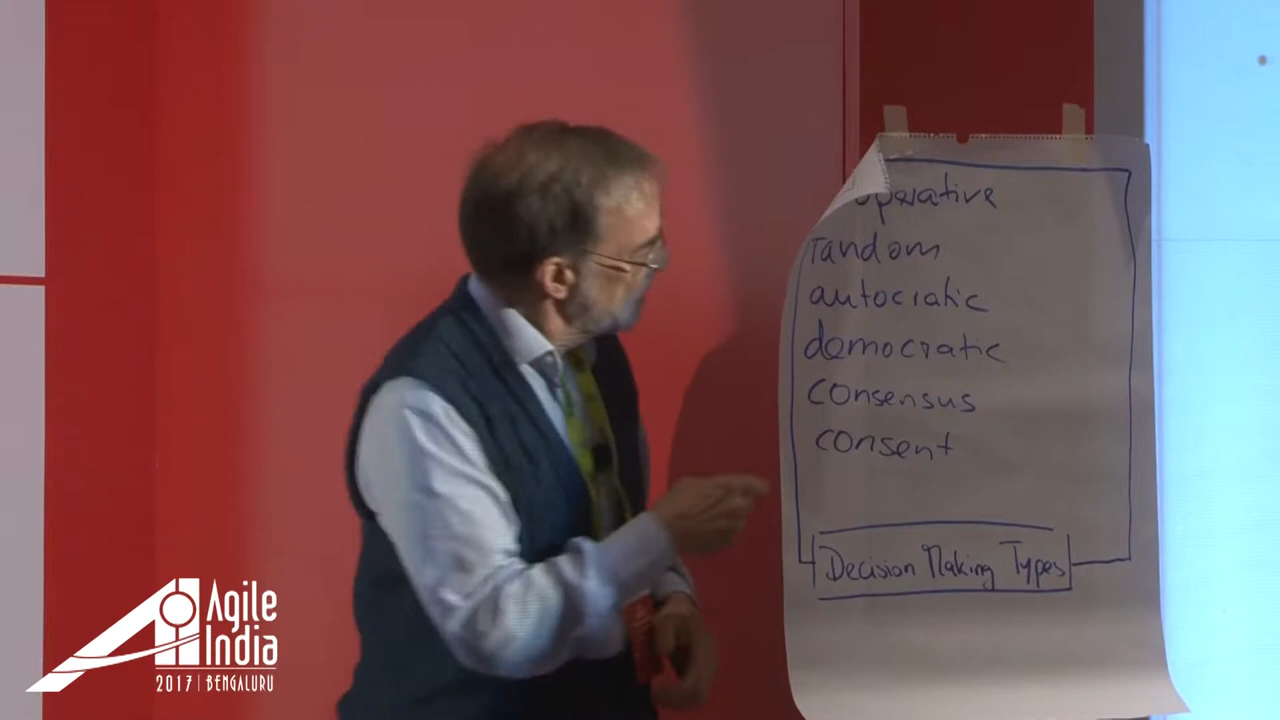 operative
random
autocratic
democratic
consensus
consent
Decision Making Types
Agile
India
2017 | BENGALURU